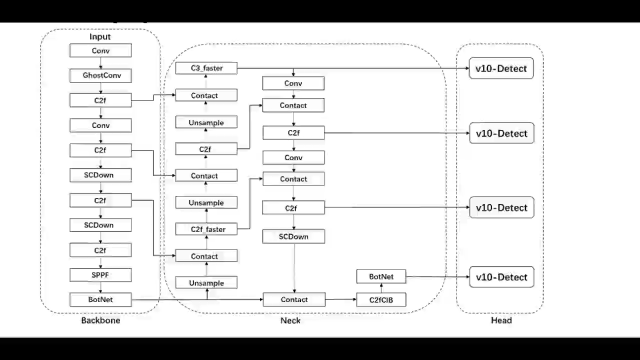 Input
Conv
GhostConv
C2f
Conv
C2f
SCDown
C2f
SCDown
C2f
SPPF
BotNet
Backbone
C3_faster
Contact
Unsample
C2f
Contact
Unsample
C2f_faster
Contact
Unsample
Conv
Contact
C2f
Conv
Contact
C2f
SCDown
Contact
BotNet
C2fCIB
Neck
v10-Detect
v10-Detect
v10-Detect
v10-Detect
Head